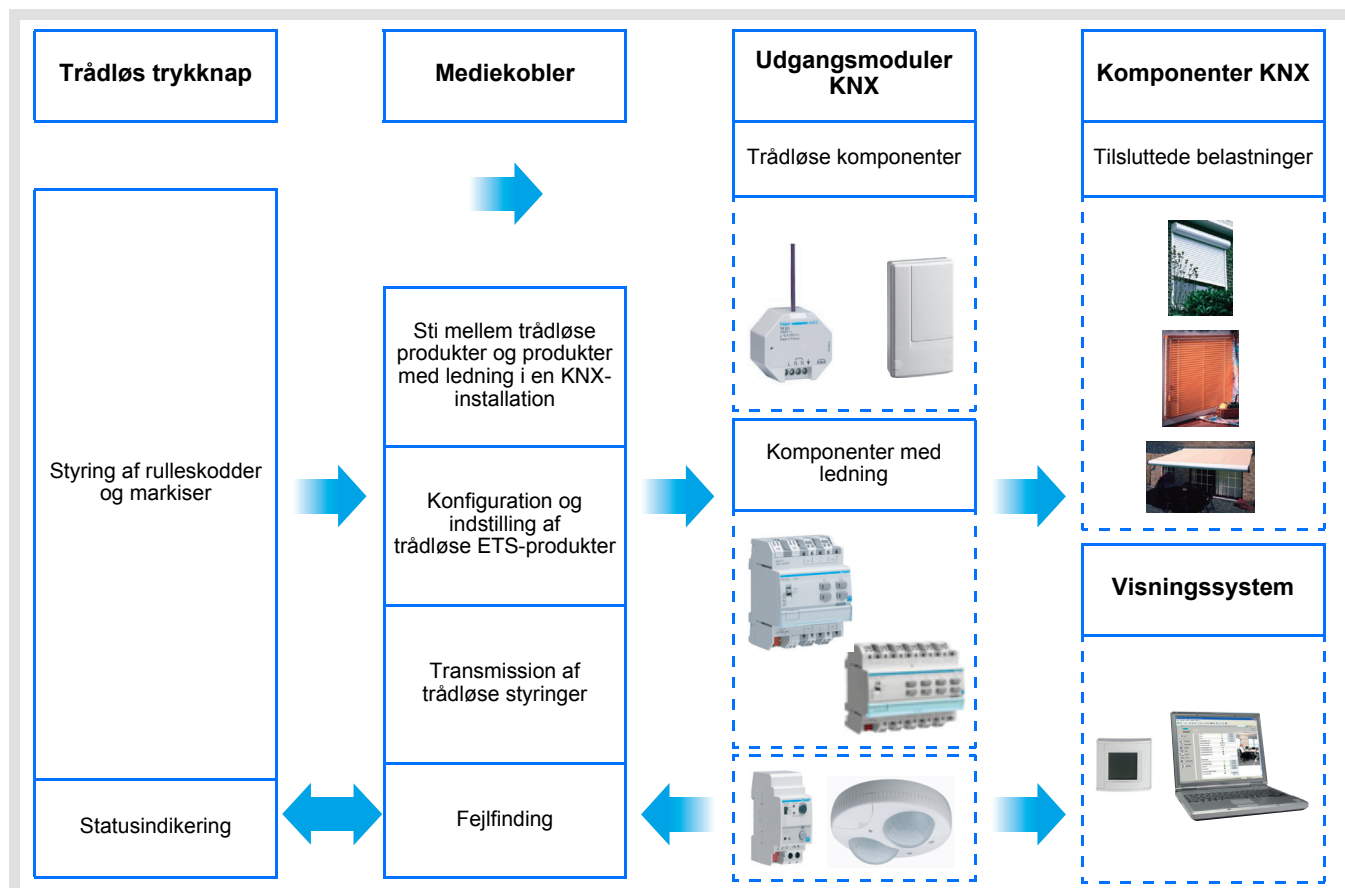 Trådløs trykknap
Styring af rulleskodder
og markiser
Statusindikering
Mediekobler
Sti mellem trådløse
produkter og produkter
med ledning i en KNX-
installation
Konfiguration og
indstilling af
trådløse ETS-produkter
Transmission af
trådløse styringer
Fejlfinding
Udgangsmoduler
KNX
Trådløse komponenter
Komponenter med
ledning
Komponenter KNX
Tilsluttede belastninger
Visningssystem